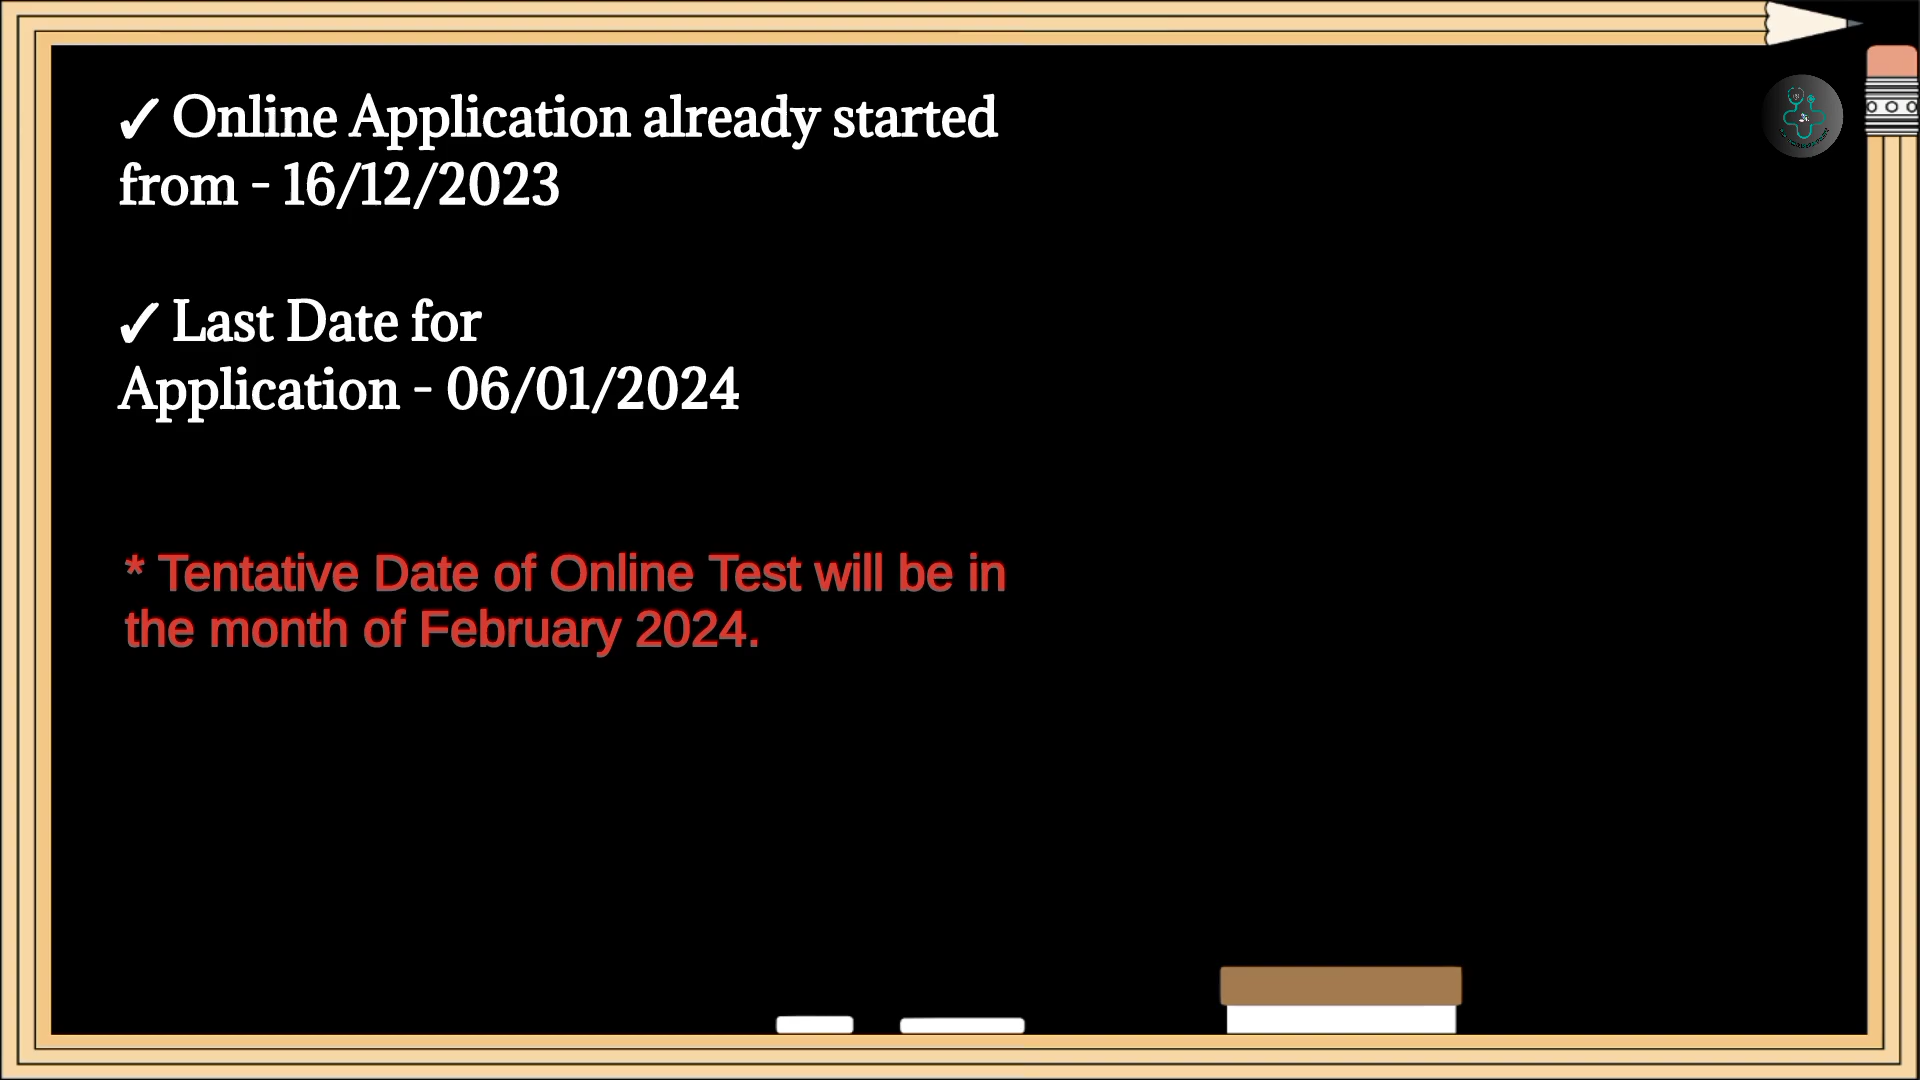 ✓ Online Application already started
from - 16/12/2023
✓ Last Date for
Application - 06/01/2024
* Tentative Date of Online Test will be in
the month of February 2024.